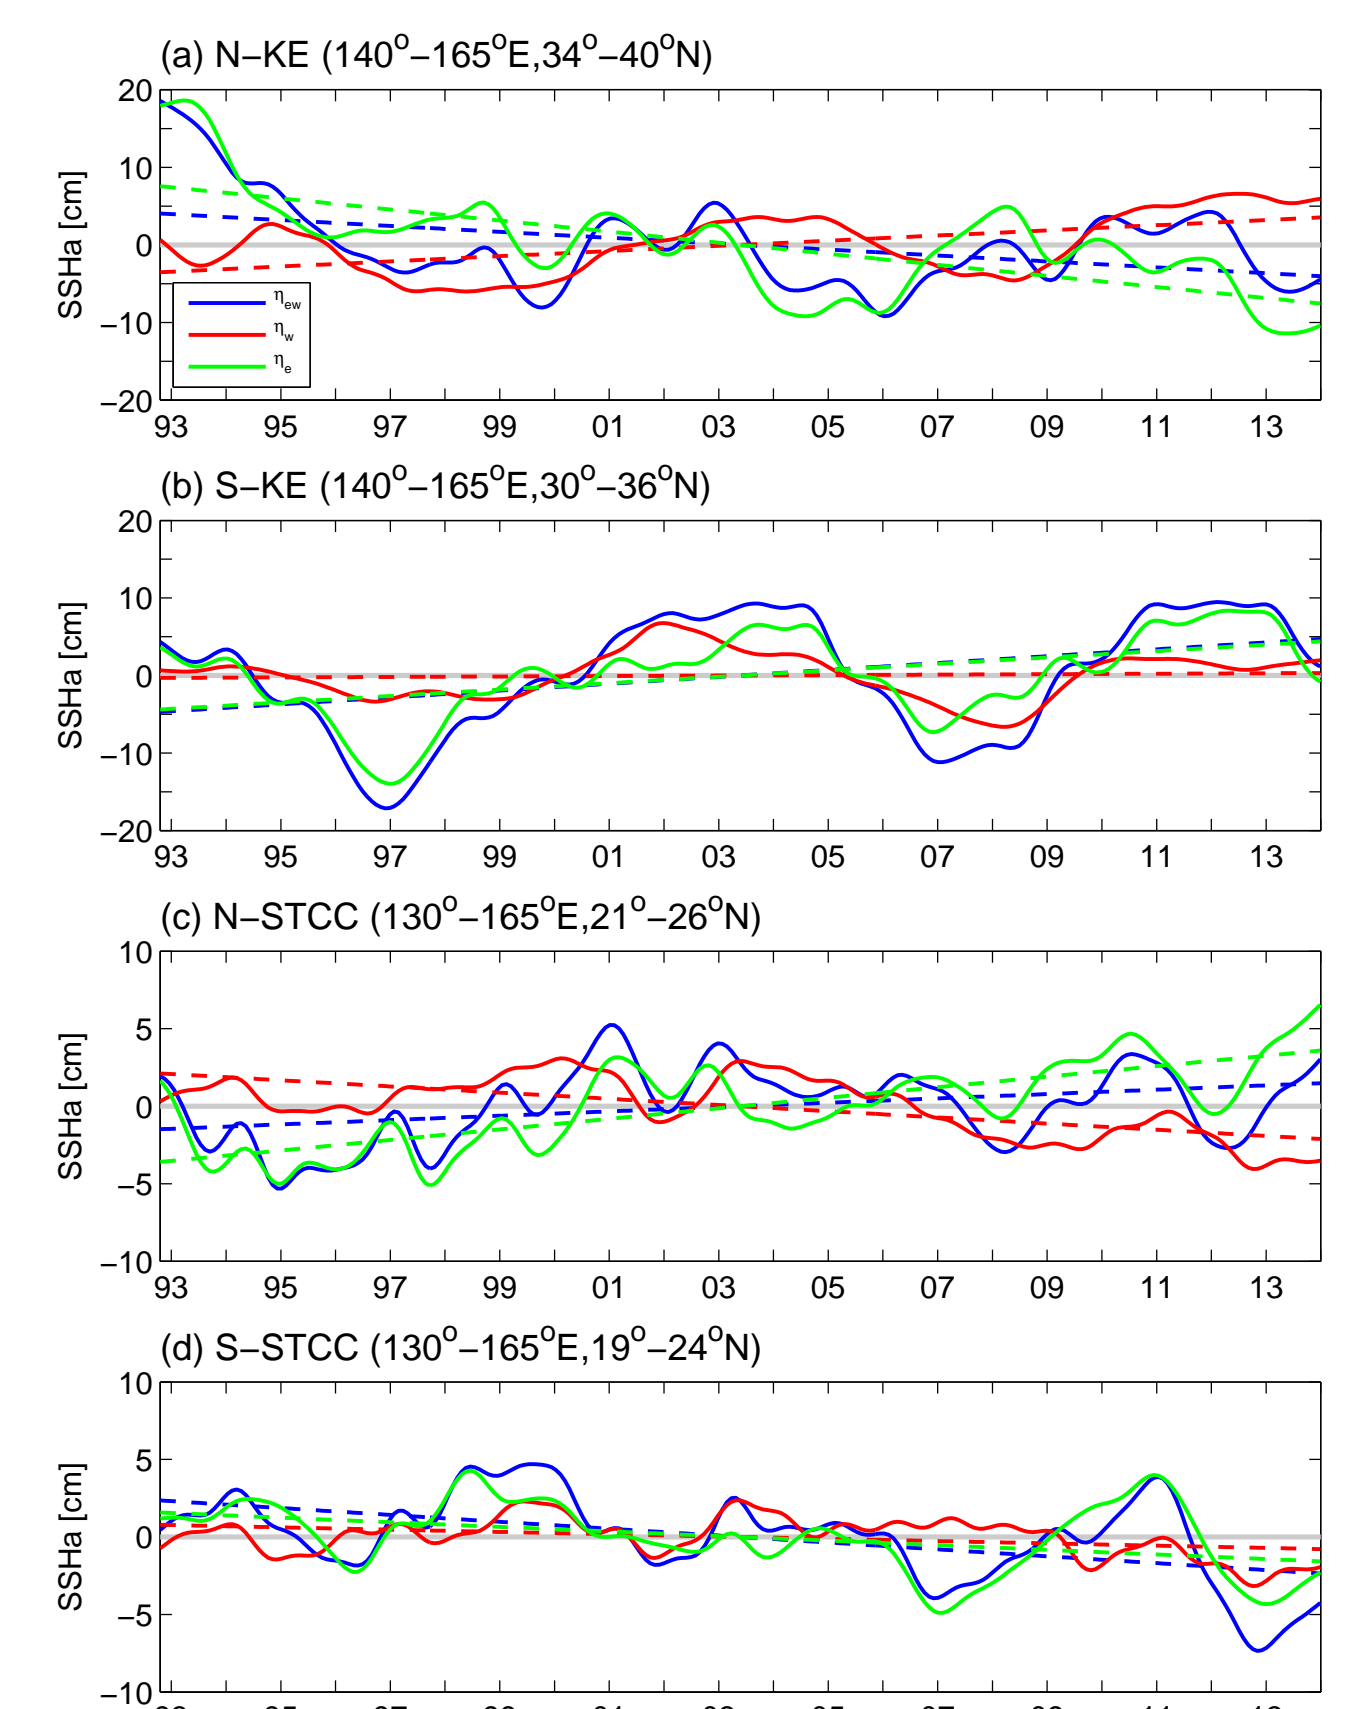 (a) N−KE (140°−165°E,34°−40°N)
20
10
0
−10
−20
SSHa [cm]
η_ew
η_w
η_e
93 95 97 99 01 03 05 07 09 11 13
(b) S−KE (140°−165°E,30°−36°N)
20
10
0
−10
−20
SSHa [cm]
93 95 97 99 01 03 05 07 09 11 13
(c) N−STCC (130°−165°E,21°−26°N)
10
5
0
−5
−10
SSHa [cm]
93 95 97 99 01 03 05 07 09 11 13
(d) S−STCC (130°−165°E,19°−24°N)
10
5
0
−5
−10
SSHa [cm]